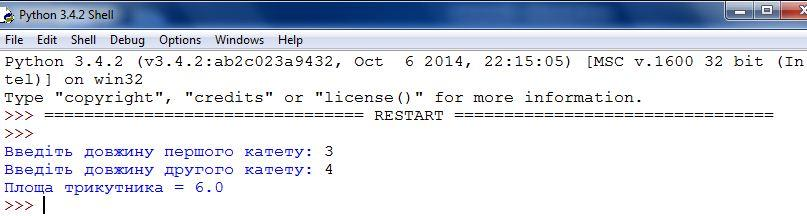 Python 3.4.2 Shell
File Edit Shell Debug Options Windows Help
Python 3.4.2 (v3.4.2:ab2c023a9432, Oct  6 2014, 22:15:05) [MSC v.1600 32 bit (In
tel)] on win32
Type "copyright", "credits" or "license()" for more information.
>>> ================================ RESTART ================================
>>>
Введіть довжину першого катету: 3
Введіть довжину другого катету: 4
Площа трикутника = 6.0
>>>